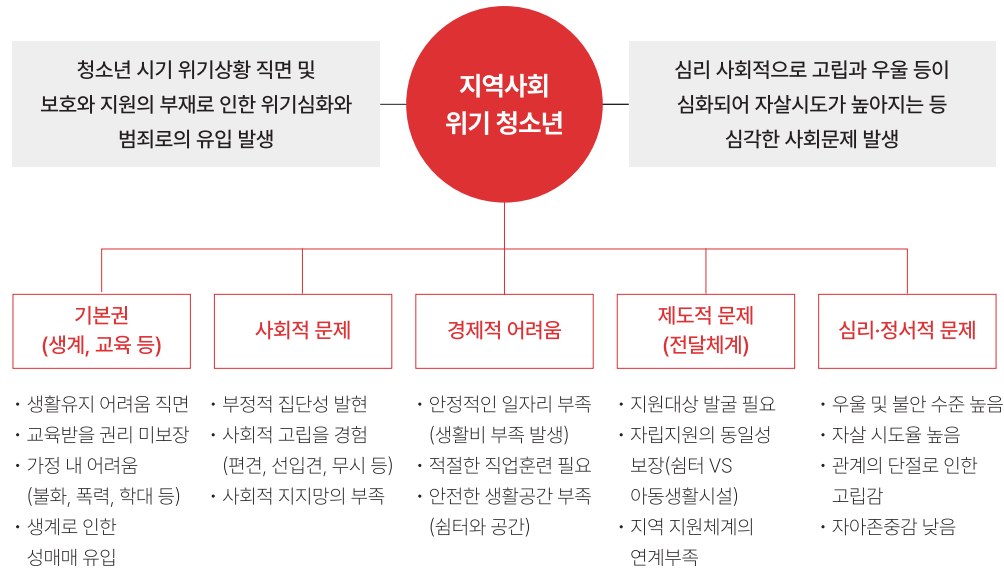 청소년 시기 위기상황 직면 및
보호와 지원의 부재로 인한 위기심화와
범죄로의 유입 발생
지역사회
위기 청소년
심리 사회적으로 고립과 우울 등이
심화되어 자살시도가 높아지는 등
심각한 사회문제 발생
기본권
(생계, 교육 등)
· 생활유지 어려움 직면
· 교육받을 권리 미보장
· 가정 내 어려움
(불화, 폭력, 학대 등)
· 생계로 인한
성매매 유입
사회적 문제
· 부정적 집단성 발현
· 사회적 고립을 경험
(편견, 선입견, 무시 등)
· 사회적 지지망의 부족
경제적 어려움
· 안정적인 일자리 부족
(생활비 부족 발생)
· 적절한 직업훈련 필요
· 안전한 생활공간 부족
(쉼터와 공간)
제도적 문제
(전달체계)
· 지원대상 발굴 필요
· 자립지원의 동일성
보장(쉼터 VS
아동생활시설)
· 지역 지원체계의
연계부족
심리·정서적 문제
· 우울 및 불안 수준 높음
· 자살 시도율 높음
· 관계의 단절로 인한
고립감
· 자아존중감 낮음